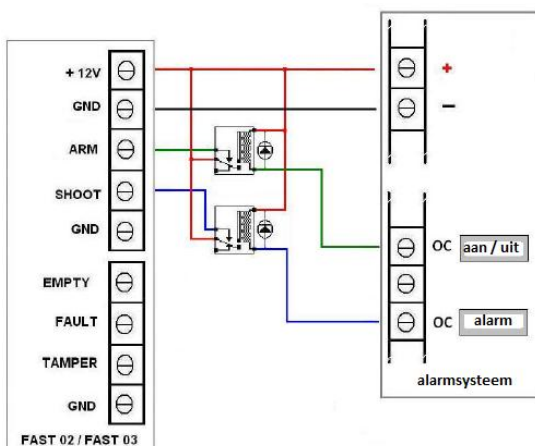 + 12V
GND
ARM
SHOOT
GND
EMPTY
FAULT
TAMPER
GND
FAST 02 / FAST 03
+
−
OC aan / uit
OC alarm
alarmsysteem